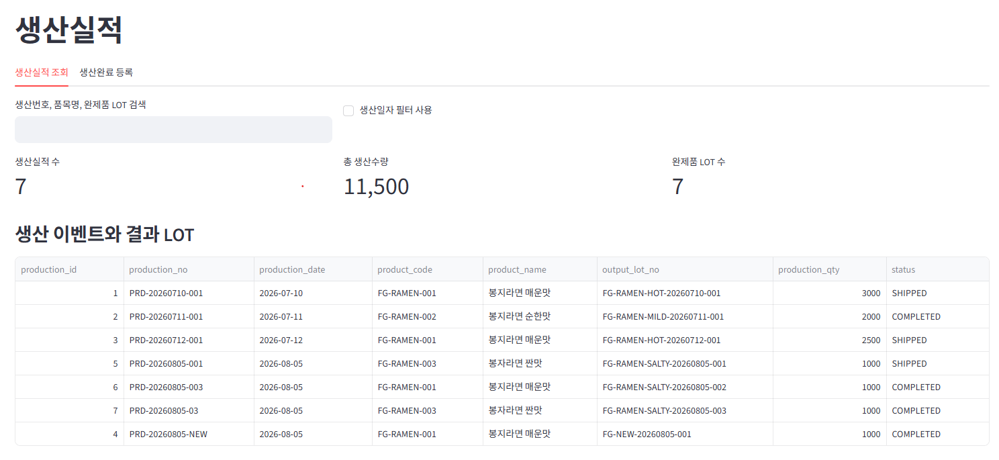 생산실적
생산실적 조회 생산완료 등록
생산번호, 품목명, 완제품 LOT 검색
생산일자 필터 사용
생산실적 수 총 생산수량 완제품 LOT 수
7 11,500 7
생산 이벤트와 결과 LOT
production_id production_no production_date product_code product_name output_lot_no production_qty status
1 PRD-20260710-001 2026-07-10 FG-RAMEN-001 봉지라면 매운맛 FG-RAMEN-HOT-20260710-001 3000 SHIPPED
2 PRD-20260711-001 2026-07-11 FG-RAMEN-002 봉지라면 순한맛 FG-RAMEN-MILD-20260711-001 2000 COMPLETED
3 PRD-20260712-001 2026-07-12 FG-RAMEN-001 봉지라면 매운맛 FG-RAMEN-HOT-20260712-001 2500 SHIPPED
5 PRD-20260805-001 2026-08-05 FG-RAMEN-003 봉자라면 짠맛 FG-RAMEN-SALTY-20260805-001 1000 SHIPPED
6 PRD-20260805-003 2026-08-05 FG-RAMEN-001 봉지라면 매운맛 FG-RAMEN-SALTY-20260805-002 1000 COMPLETED
7 PRD-20260805-03 2026-08-05 FG-RAMEN-003 봉자라면 짠맛 FG-RAMEN-SALTY-20260805-003 1000 COMPLETED
4 PRD-20260805-NEW 2026-08-05 FG-RAMEN-001 봉지라면 매운맛 FG-NEW-20260805-001 1000 COMPLETED